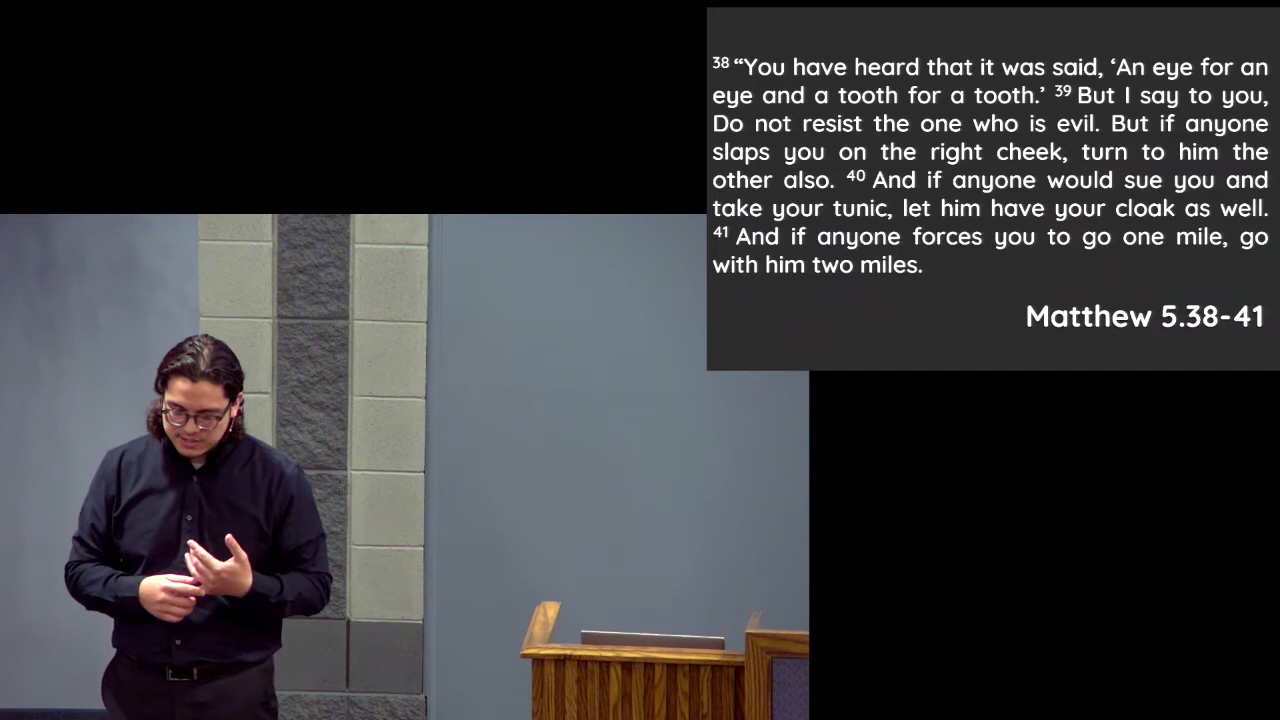 38 “You have heard that it was said, ‘An eye for an
eye and a tooth for a tooth.’ 39 But I say to you,
Do not resist the one who is evil. But if anyone
slaps you on the right cheek, turn to him the
other also. 40 And if anyone would sue you and
take your tunic, let him have your cloak as well.
41 And if anyone forces you to go one mile, go
with him two miles.
Matthew 5.38-41